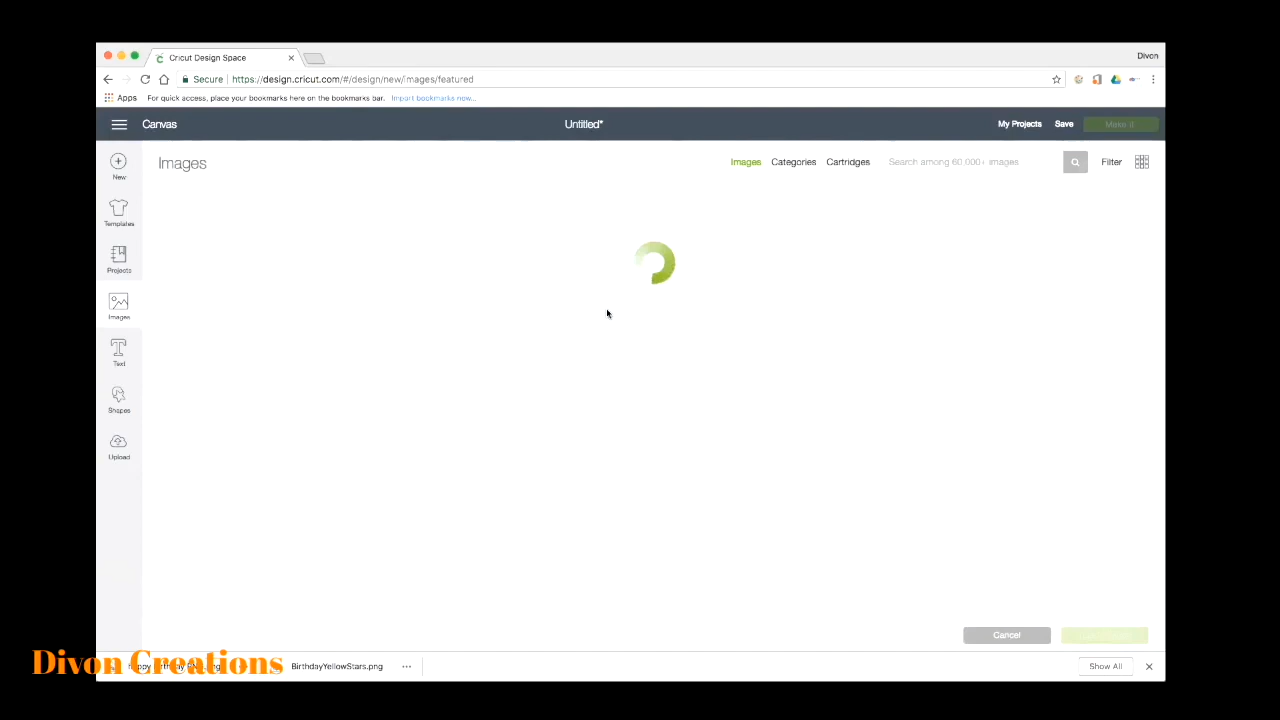 Cricut Design Space
Divon
Secure https://design.cricut.com/#/design/new/images/featured
Apps For quick access, place your bookmarks here on the bookmarks bar. Import bookmarks now...
Canvas Untitled* My Projects Save Make It
Images Images Categories Cartridges Search among 60,000+ images Filter
New
Templates
Projects
Images
Text
Shapes
Upload
Cancel
Divon Creations
BirthdayYellowStars.png Show All